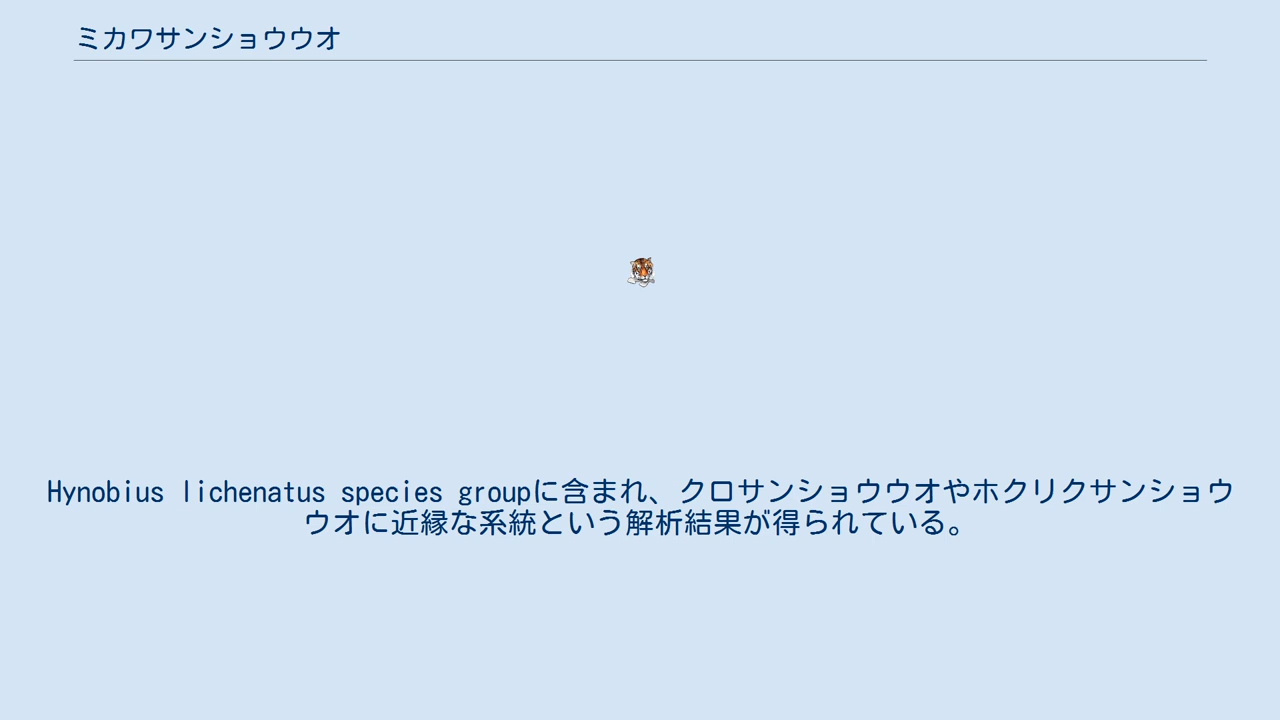 ミカワサンショウウオ
Hynobius lichenatus species groupに含まれ、クロサンショウウオやホクリクサンショウ
ウオに近縁な系統という解析結果が得られている。